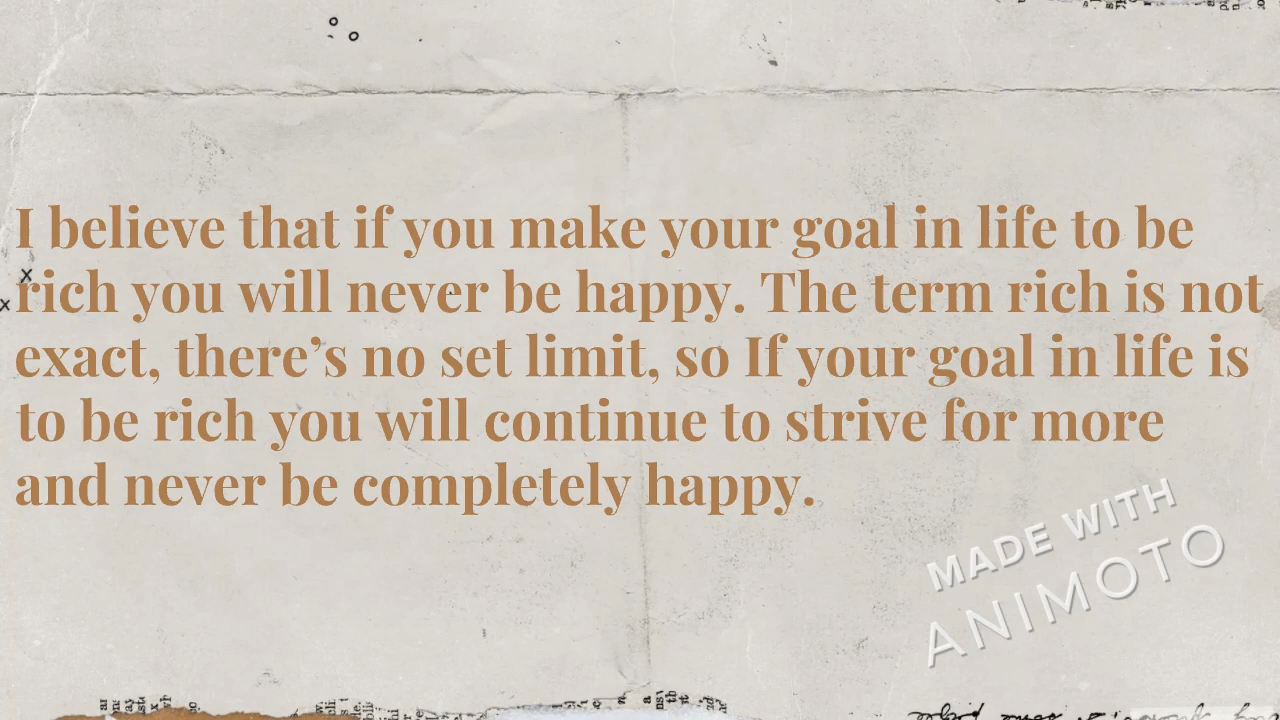 I believe that if you make your goal in life to be
rich you will never be happy. The term rich is not
exact, there’s no set limit, so If your goal in life is
to be rich you will continue to strive for more
and never be completely happy.
MADE WITH
ANIMOTO